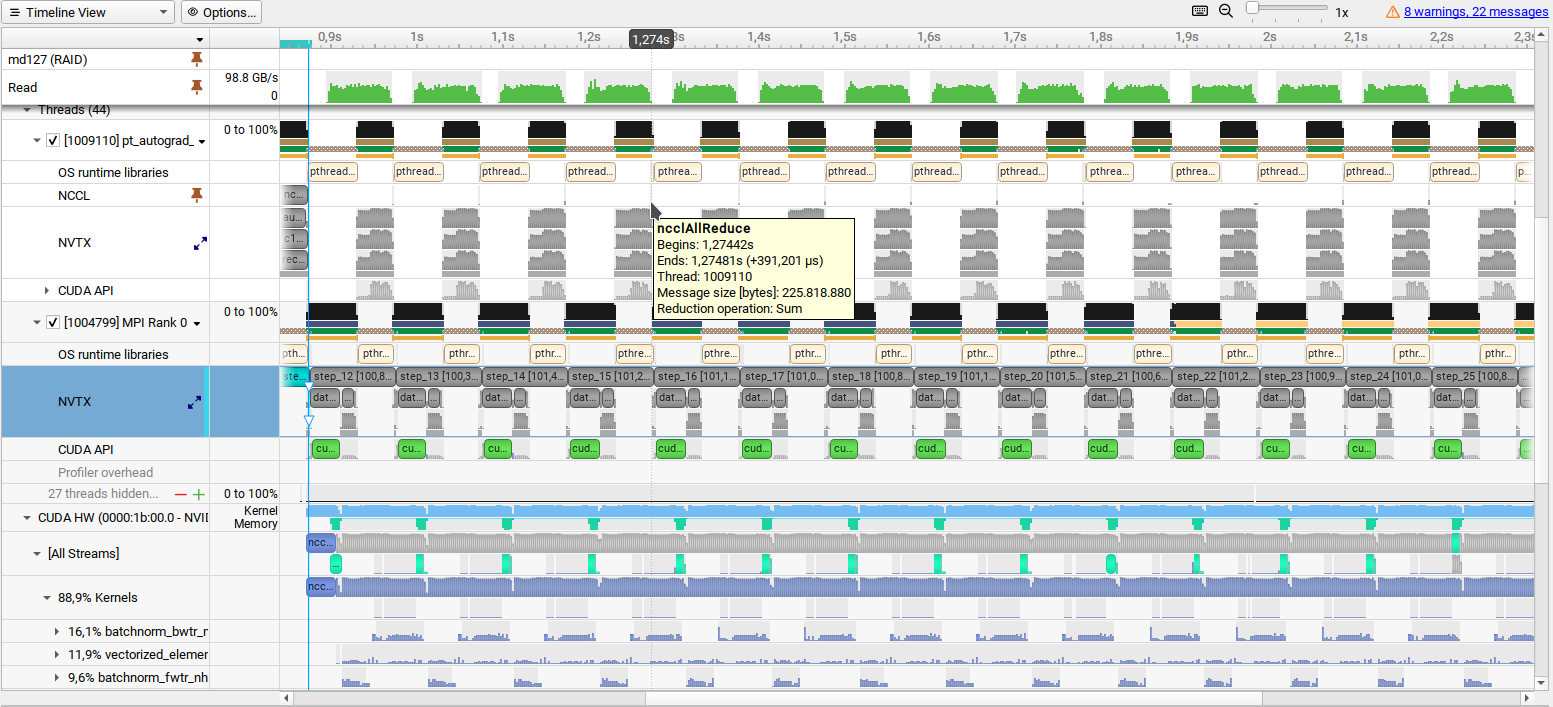 Timeline View
Options...
1x
8 warnings, 22 messages
0,9s 1s 1,1s 1,2s 1,274s 1,4s 1,5s 1,6s 1,7s 1,8s 1,9s 2s 2,1s 2,2s 2,3s
md127 (RAID)
Read
98.8 GB/s
0
Threads (44)
[1009110] pt_autograd_
0 to 100%
OS runtime libraries
pthread... pthread... pthread... pthread... pthrea... pthread... pthread... pthread... pthread... pthrea... pthrea... pthread... pthread... pthread... p...
NCCL
nc...
NVTX
au...
c1...
rec...
ncclAllReduce
Begins: 1,27442s
Ends: 1,27481s (+391,201 µs)
Thread: 1009110
Message size [bytes]: 225.818.880
Reduction operation: Sum
CUDA API
[1004799] MPI Rank 0
0 to 100%
OS runtime libraries
pth... pthr... pthr... pthr... pthre... pthre... pthr... pthr... pthr... pthr... pthre... pthr... pthre... pthr... pthr...
NVTX
ste... step_12 [100,8... step_13 [100,3... step_14 [101,4... step_15 [101,2... step_16 [101,1... step_17 [101,0... step_18 [100,8... step_19 [101,1... step_20 [101,5... step_21 [100,6... step_22 [101,2... step_23 [100,9... step_24 [101,0... step_25 [100,8...
dat... ... dat... ... dat... ... dat... ... dat... ... dat... ... dat... ... dat... ... dat... ... dat... ... dat... ... dat... ... dat... ... dat... ...
CUDA API
cu... cu... cu... cud... cud... cud... cu... cud... cud... cud... cud... cu... cu... cu...
Profiler overhead
27 threads hidden...
0 to 100%
CUDA HW (0000:1b:00.0 - NVI
Kernel
Memory
[All Streams]
ncc...
...
88,9% Kernels
ncc...
16,1% batchnorm_bwtr_r
11,9% vectorized_elemer
9,6% batchnorm_fwtr_nh